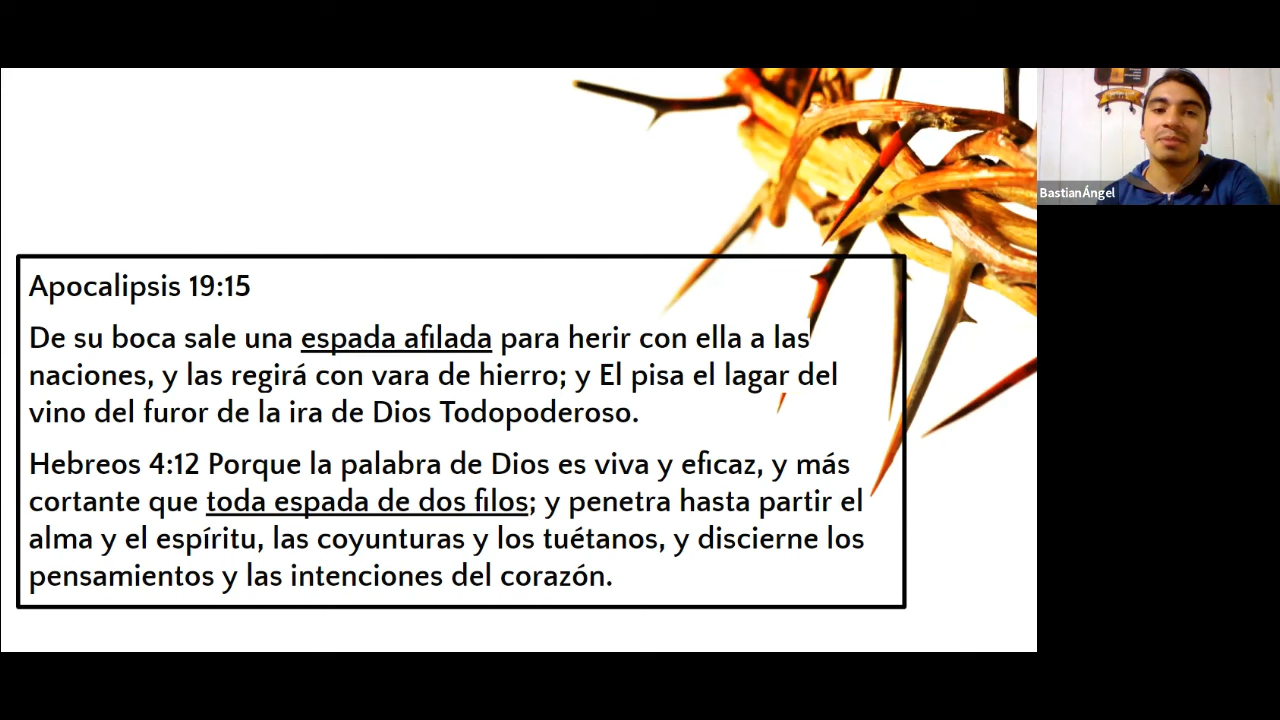 Apocalipsis 19:15
De su boca sale una espada afilada para herir con ella a las
naciones, y las regirá con vara de hierro; y El pisa el lagar del
vino del furor de la ira de Dios Todopoderoso.
Hebreos 4:12 Porque la palabra de Dios es viva y eficaz, y más
cortante que toda espada de dos filos; y penetra hasta partir el
alma y el espíritu, las coyunturas y los tuétanos, y discierne los
pensamientos y las intenciones del corazón.
BastianÁngel